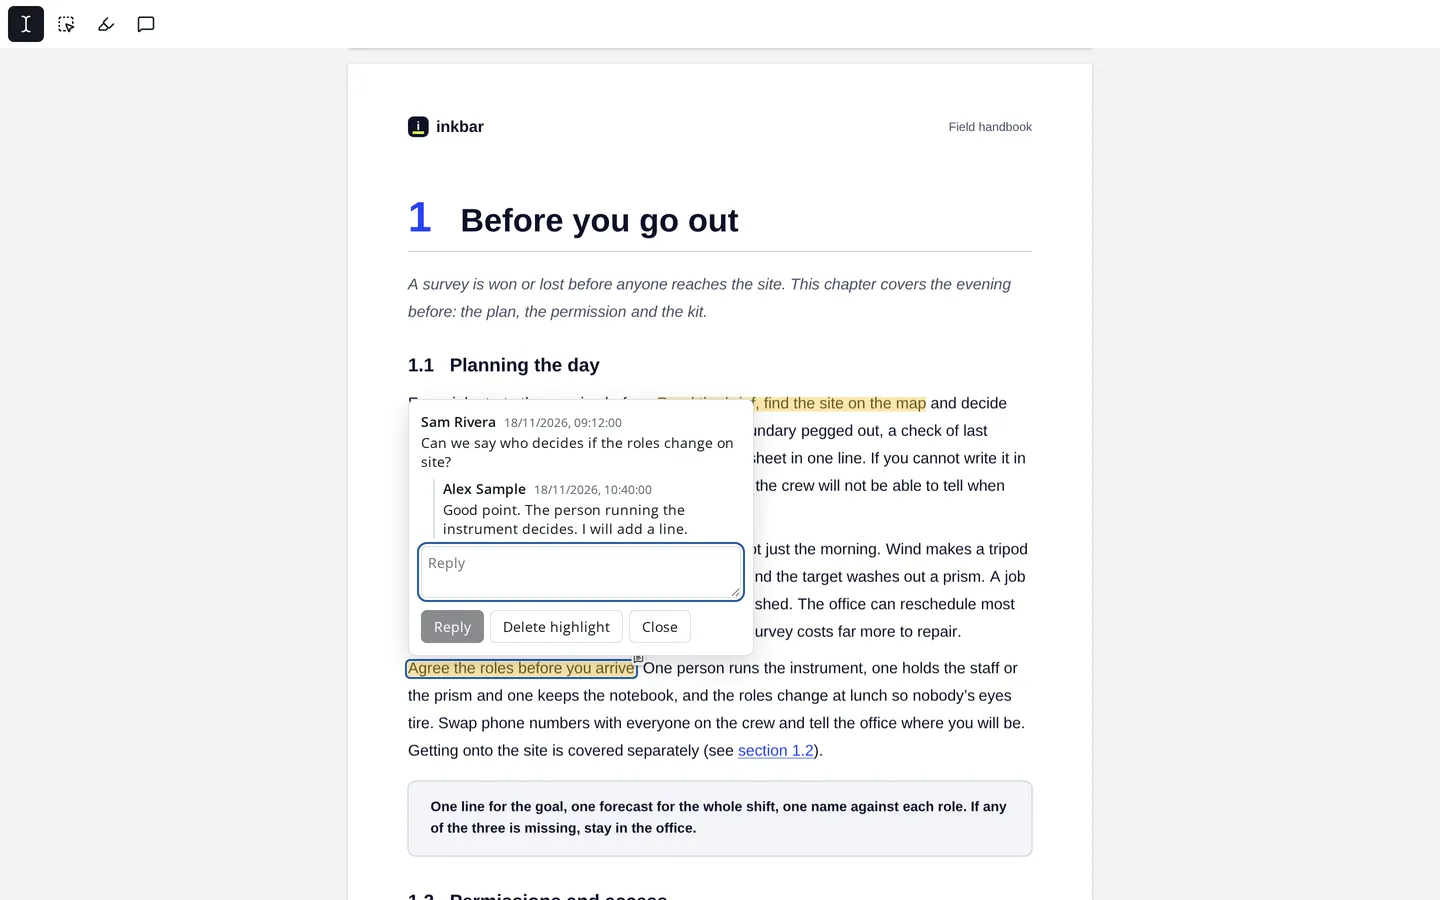 inkbar
Field handbook
1 Before you go out
A survey is won or lost before anyone reaches the site. This chapter covers the evening
before: the plan, the permission and the kit.
1.1 Planning the day
find the site on the map and decide
a check of last
in one line. If you cannot write it in
the crew will not be able to tell when
just the morning. Wind makes a tripod
the target washes out a prism. A job
The office can reschedule most
costs far more to repair.
Sam Rivera 18/11/2026, 09:12:00
Can we say who decides if the roles change on
site?
Alex Sample 18/11/2026, 10:40:00
Good point. The person running the
instrument decides. I will add a line.
Reply
Reply Delete highlight Close
Agree the roles before you arrive. One person runs the instrument, one holds the staff or
the prism and one keeps the notebook, and the roles change at lunch so nobody’s eyes
tire. Swap phone numbers with everyone on the crew and tell the office where you will be.
Getting onto the site is covered separately (see section 1.2).
One line for the goal, one forecast for the whole shift, one name against each role. If any
of the three is missing, stay in the office.
1.2 Permissions and access